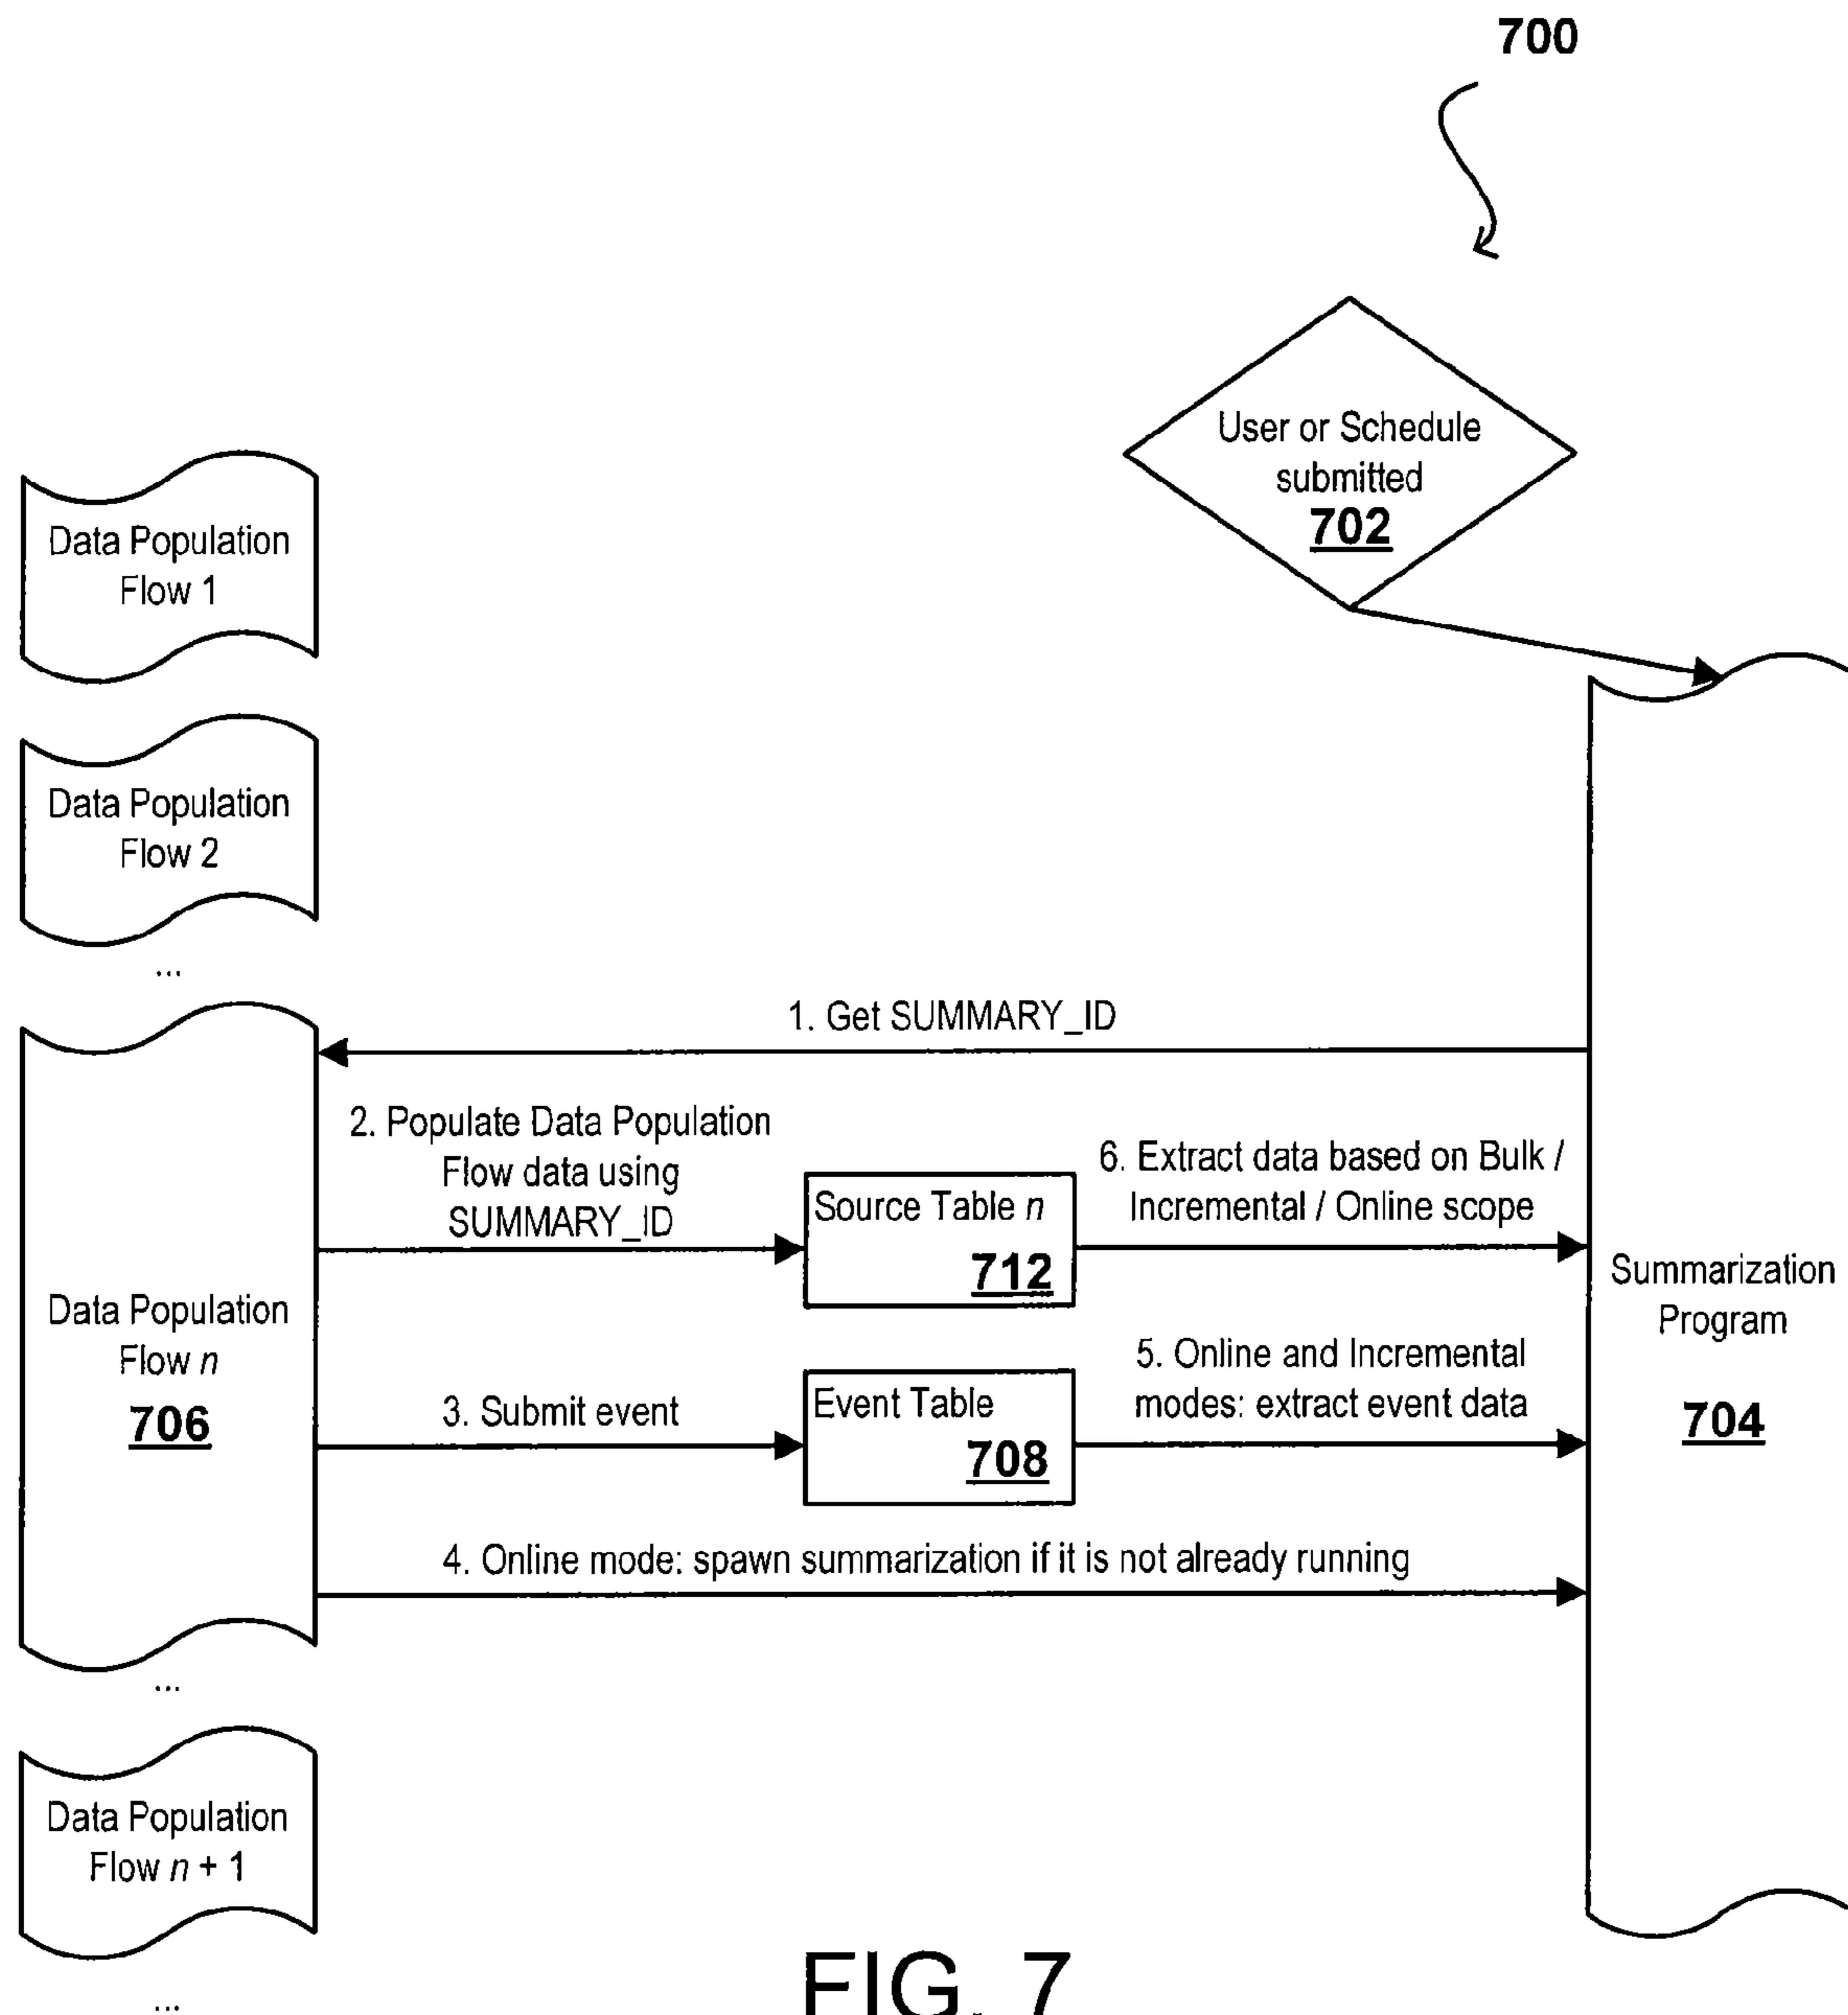 700
User or Schedule
submitted
702
Data Population
Flow 1
Data Population
Flow 2
...
1. Get SUMMARY_ID
2. Populate Data Population
Flow data using
SUMMARY_ID
Source Table n
712
6. Extract data based on Bulk /
Incremental / Online scope
Data Population
Flow n
706
Summarization
Program
704
3. Submit event
Event Table
708
5. Online and Incremental
modes: extract event data
4. Online mode: spawn summarization if it is not already running
...
Data Population
Flow n + 1
...
FIG. 7